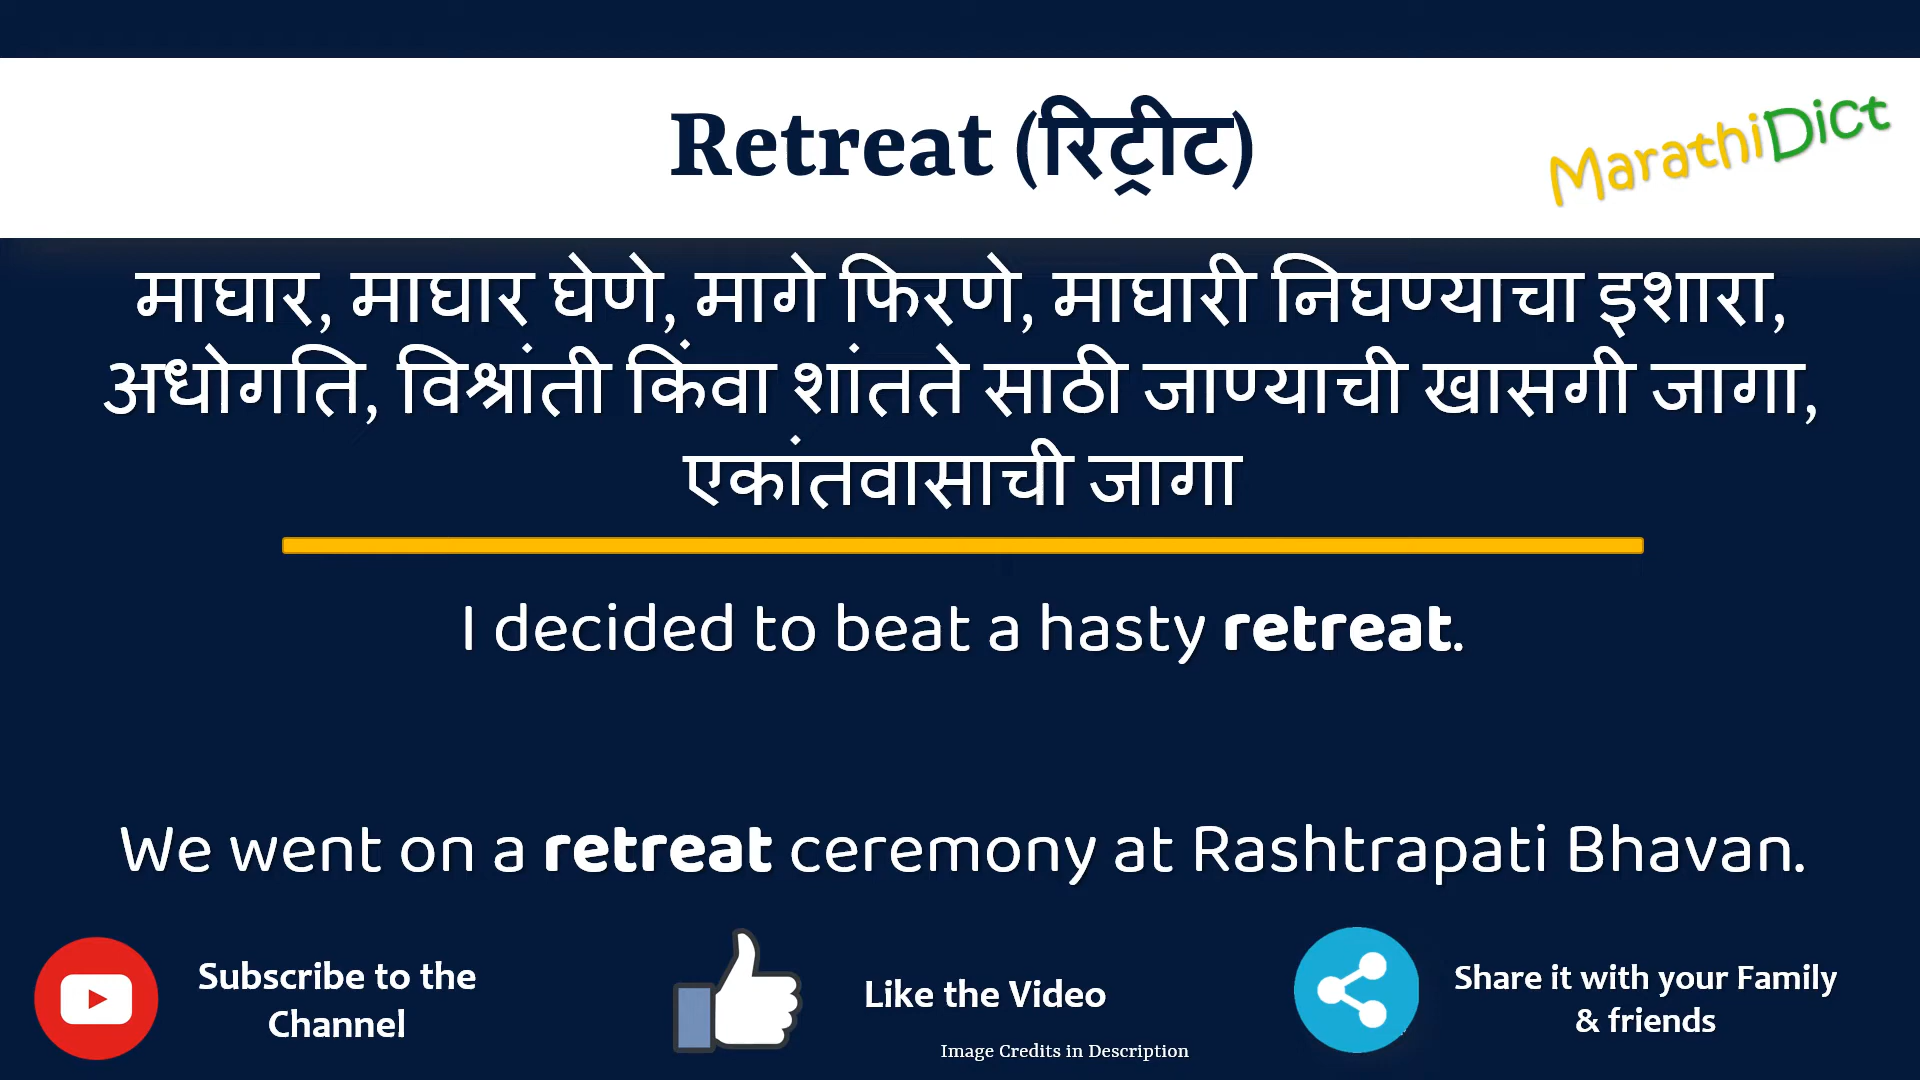 Retreat (रिट्रीट)
MarathiDict
माघार, माघार घेणे, मागे फिरणे, माघारी निघण्याचा इशारा,
अधोगति, विश्रांती किंवा शांतते साठी जाण्याची खासगी जागा,
एकांतवासाची जागा
I decided to beat a hasty retreat.
We went on a retreat ceremony at Rashtrapati Bhavan.
Subscribe to the
Channel
Like the Video
Share it with your Family
& friends
Image Credits in Description